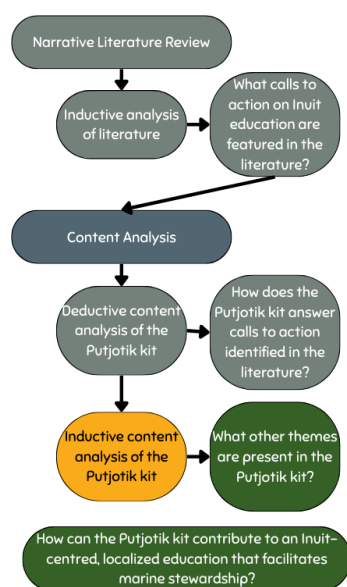 Narrative Literature Review
Inductive analysis
of literature
What calls to
action on Inuit
education are
featured in the
literature?
Content Analysis
Deductive content
analysis of the
Putjotik kit
How does the
Putjotik kit answer
calls to action
identified in the
literature?
Inductive content
analysis of the
Putjotik kit
What other themes
are present in the
Putjotik kit?
How can the Putjotik kit contribute to an Inuit-
centred, localized education that facilitates
marine stewardship?